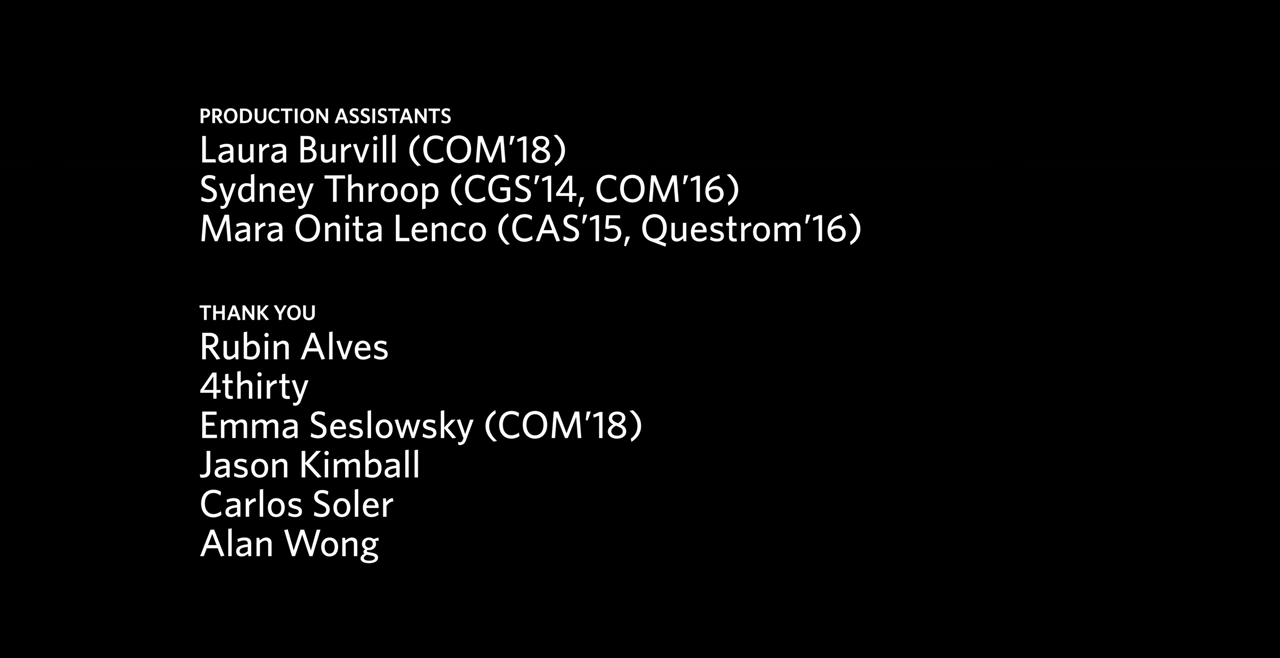 PRODUCTION ASSISTANTS
Laura Burvill (COM’18)
Sydney Throop (CGS’14, COM’16)
Mara Onita Lenco (CAS’15, Questrom’16)
THANK YOU
Rubin Alves
4thirty
Emma Seslowsky (COM’18)
Jason Kimball
Carlos Soler
Alan Wong